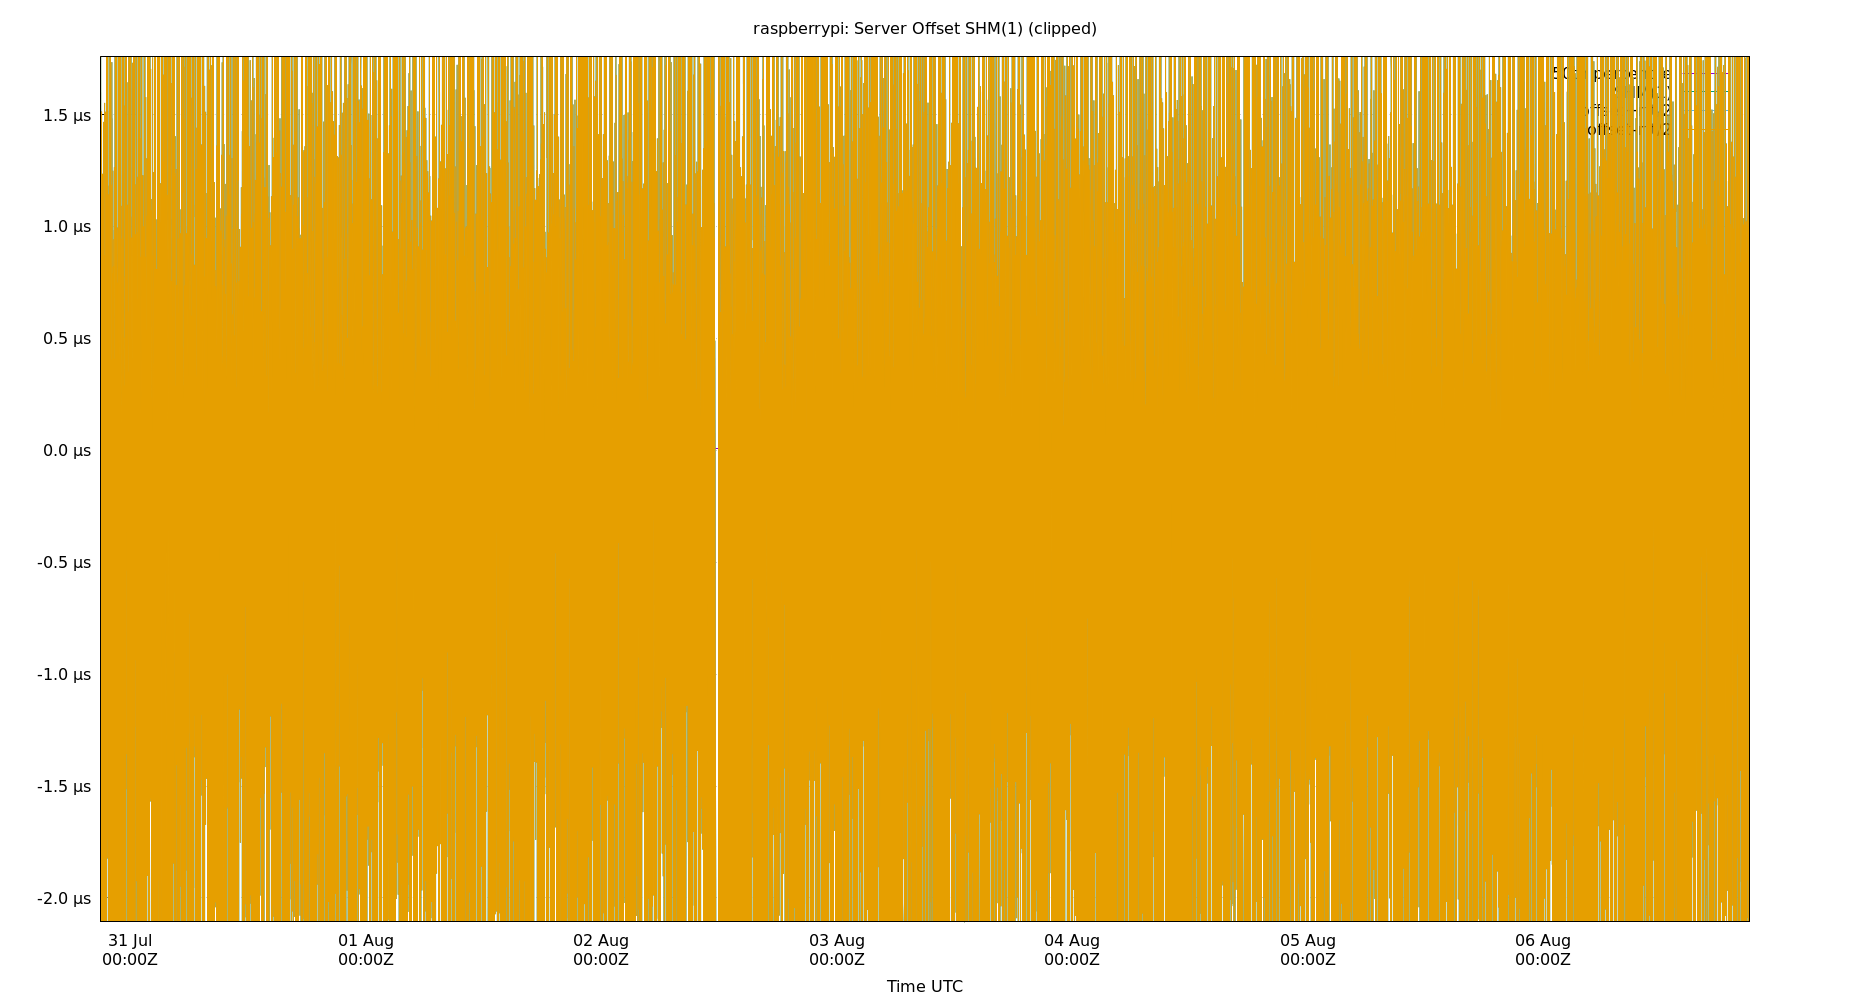 raspberrypi: Server Offset SHM(1) (clipped)
1.5 µs
1.0 µs
0.5 µs
0.0 µs
-0.5 µs
-1.0 µs
-1.5 µs
-2.0 µs
31 Jul 01 Aug 02 Aug 03 Aug 04 Aug 05 Aug 06 Aug
00:00Z 00:00Z 00:00Z 00:00Z 00:00Z 00:00Z 00:00Z
Time UTC